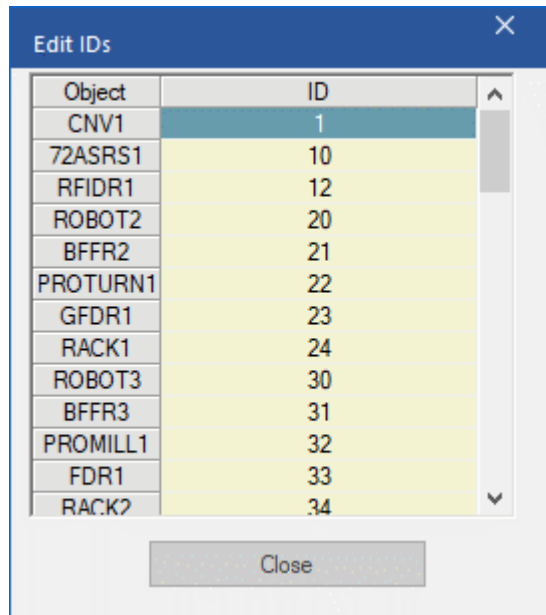 Edit IDs
Object ID
CNV1 1
72ASRS1 10
RFIDR1 12
ROBOT2 20
BFFR2 21
PROTURN1 22
GFDR1 23
RACK1 24
ROBOT3 30
BFFR3 31
PROMILL1 32
FDR1 33
RACK2 34
Close